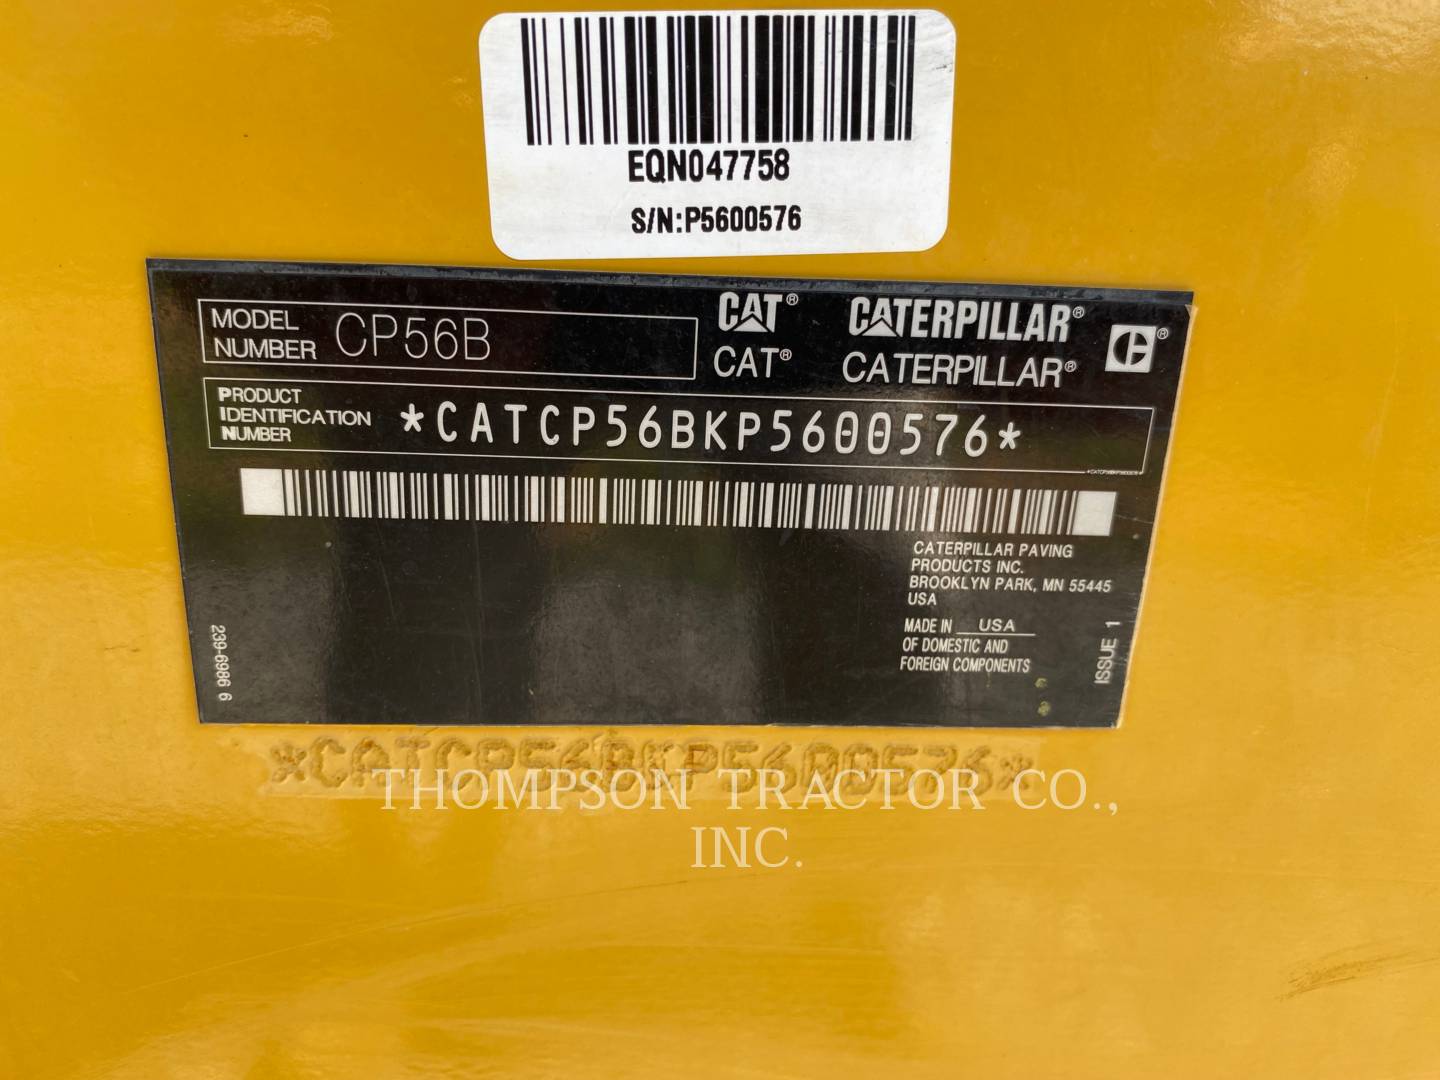 EQN047758
S/N:P5600576
MODEL NUMBER CP56B
CAT® CATERPILLAR®
CAT® CATERPILLAR®
C®
PRODUCT
IDENTIFICATION
NUMBER
*CATCP56BKP5600576*
*CATCP56BKP5600576*
CATERPILLAR PAVING
PRODUCTS INC.
BROOKLYN PARK, MN 55445
USA
MADE IN USA
OF DOMESTIC AND
FOREIGN COMPONENTS
ISSUE 1
239-6986 6
*CATCP56BKP5600576*
THOMPSON TRACTOR CO.,
INC.